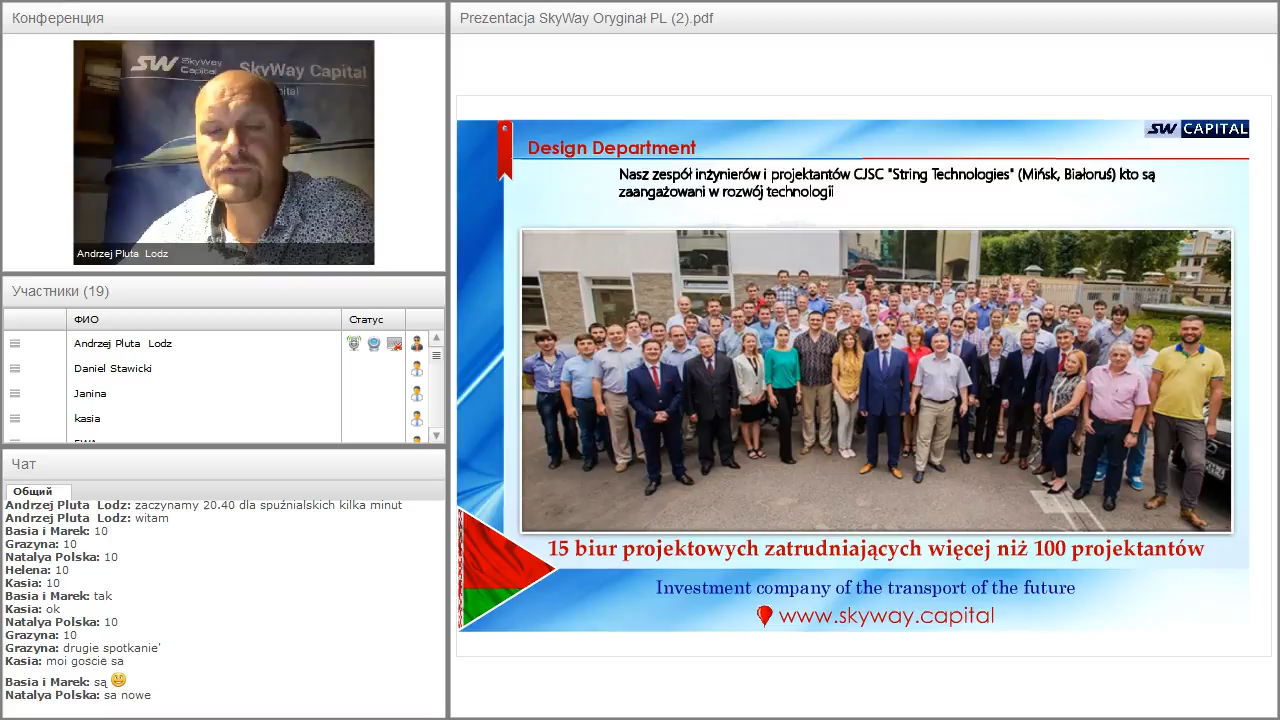 Конференция
SW SkyWay Capital
SkyWay Capital
Andrzej Pluta Lodz
Участники (19)
ФИО
Статус
Andrzej Pluta Lodź
Daniel Stawicki
Janina
kasia
Чат
Общий
Andrzej Pluta Lodz: zaczynamy 20.40 dla spuźnialskich kilka minut
Andrzej Pluta Lodz: witam
Basia i Marek: 10
Grazyna: 10
Natalya Polska: 10
Helena: 10
Kasia: 10
Basia i Marek: tak
Kasia: ok
Natalya Polska: 10
Grazyna: 10
Grazyna: drugie spotkanie'
Kasia: moi goscie sa
Basia i Marek: są
Natalya Polska: sa nowe
Prezentacja SkyWay Oryginał PL (2).pdf
SW CAPITAL
Design Department
Nasz zespół inżynierów i projektantów CJSC "String Technologies" (Mińsk, Białoruś) kto są
zaangażowani w rozwój technologii
15 biur projektowych zatrudniających więcej niż 100 projektantów
Investment company of the transport of the future
www.skyway.capital